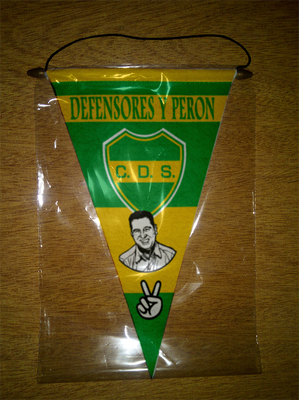 DEFENSORES Y PERON
C. D. S.